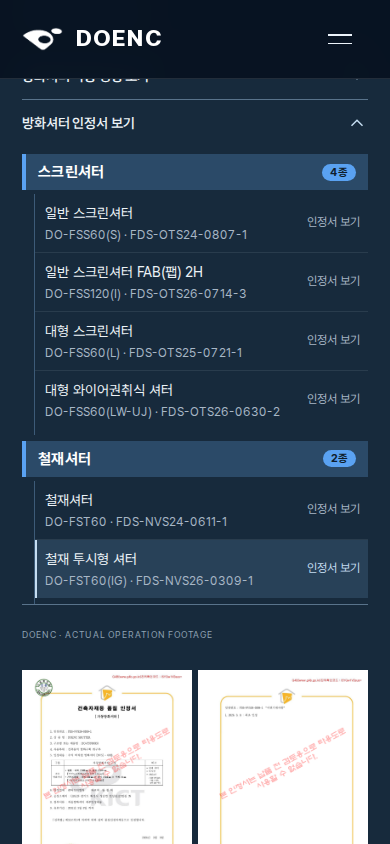 DOENC
방화셔터 인정서 보기
스크린셔터
4종
일반 스크린셔터
DO-FSS60(S) · FDS-OTS24-0807-1
인정서 보기
일반 스크린셔터 FAB(팹) 2H
DO-FSS120(I) · FDS-OTS26-0714-3
인정서 보기
대형 스크린셔터
DO-FSS60(L) · FDS-OTS25-0721-1
인정서 보기
대형 와이어권취식 셔터
DO-FSS60(LW-UJ) · FDS-OTS26-0630-2
인정서 보기
철재셔터
2종
철재셔터
DO-FST60 · FDS-NVS24-0611-1
인정서 보기
철재 투시형 셔터
DO-FST60(IG) · FDS-NVS26-0309-1
인정서 보기
DOENC · ACTUAL OPERATION FOOTAGE
건축자재등 품질 인정서